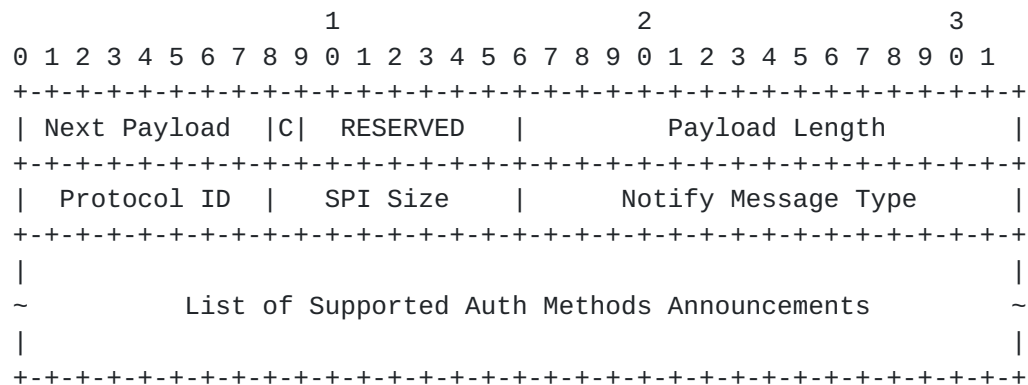 1                   2                   3
0 1 2 3 4 5 6 7 8 9 0 1 2 3 4 5 6 7 8 9 0 1 2 3 4 5 6 7 8 9 0 1
+-+-+-+-+-+-+-+-+-+-+-+-+-+-+-+-+-+-+-+-+-+-+-+-+-+-+-+-+-+-+-+-+
| Next Payload  |C|  RESERVED   |         Payload Length        |
+-+-+-+-+-+-+-+-+-+-+-+-+-+-+-+-+-+-+-+-+-+-+-+-+-+-+-+-+-+-+-+-+
|  Protocol ID  |   SPI Size    |      Notify Message Type      |
+-+-+-+-+-+-+-+-+-+-+-+-+-+-+-+-+-+-+-+-+-+-+-+-+-+-+-+-+-+-+-+-+
|                                                               |
~          List of Supported Auth Methods Announcements         ~
|                                                               |
+-+-+-+-+-+-+-+-+-+-+-+-+-+-+-+-+-+-+-+-+-+-+-+-+-+-+-+-+-+-+-+-+